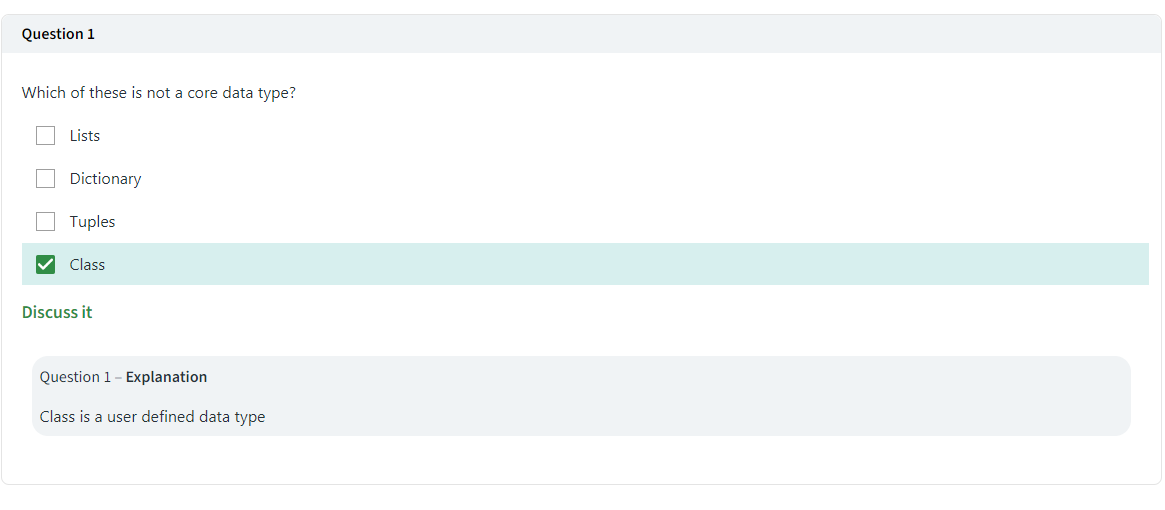 Question 1
Which of these is not a core data type?
Lists
Dictionary
Tuples
Class
Discuss it
Question 1 – Explanation
Class is a user defined data type